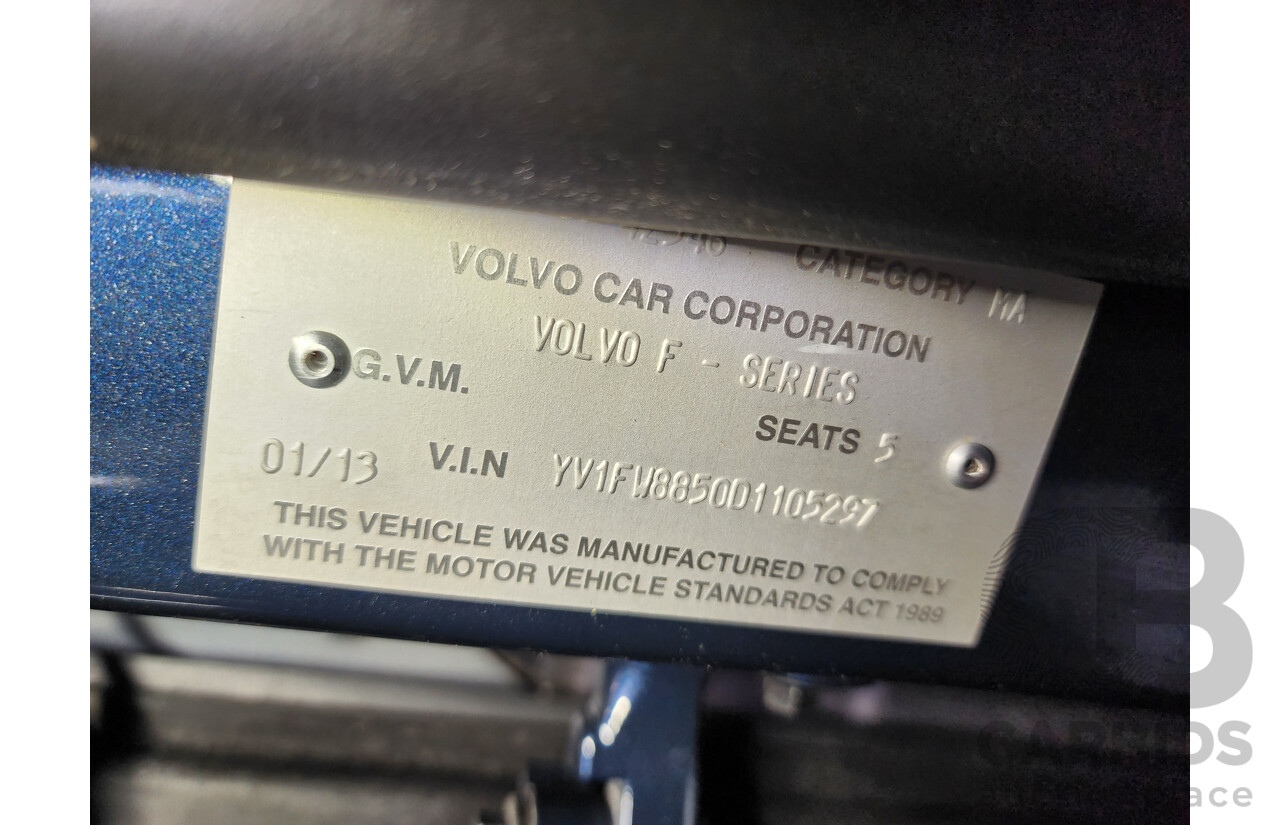 CATEGORY MA
VOLVO CAR CORPORATION
VOLVO F - SERIES
G.V.M. SEATS 5
01/13 V.I.N YV1FW8850D1105297
THIS VEHICLE WAS MANUFACTURED TO COMPLY
WITH THE MOTOR VEHICLE STANDARDS ACT 1989